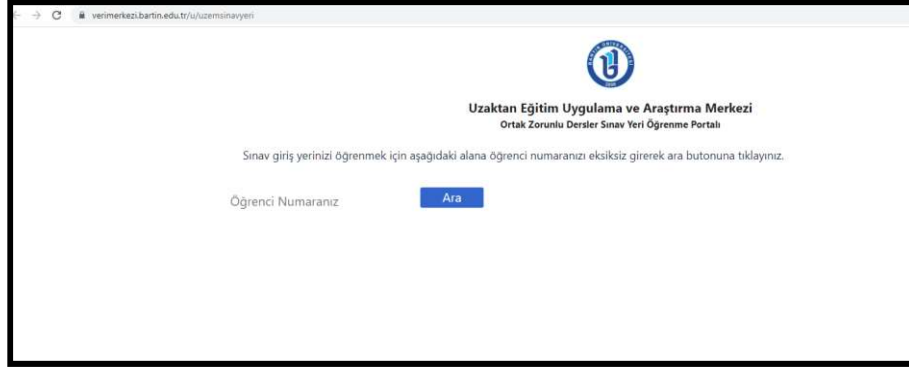 verimerkezi.bartin.edu.tr/u/uzemsinavyeri
Uzaktan Eğitim Uygulama ve Araştırma Merkezi
Ortak Zorunlu Dersler Sınav Yeri Öğrenme Portalı
Sınav giriş yerinizi öğrenmek için aşağıdaki alana öğrenci numaranızı eksiksiz girerek ara butonuna tıklayınız.
Öğrenci Numaranız
Ara